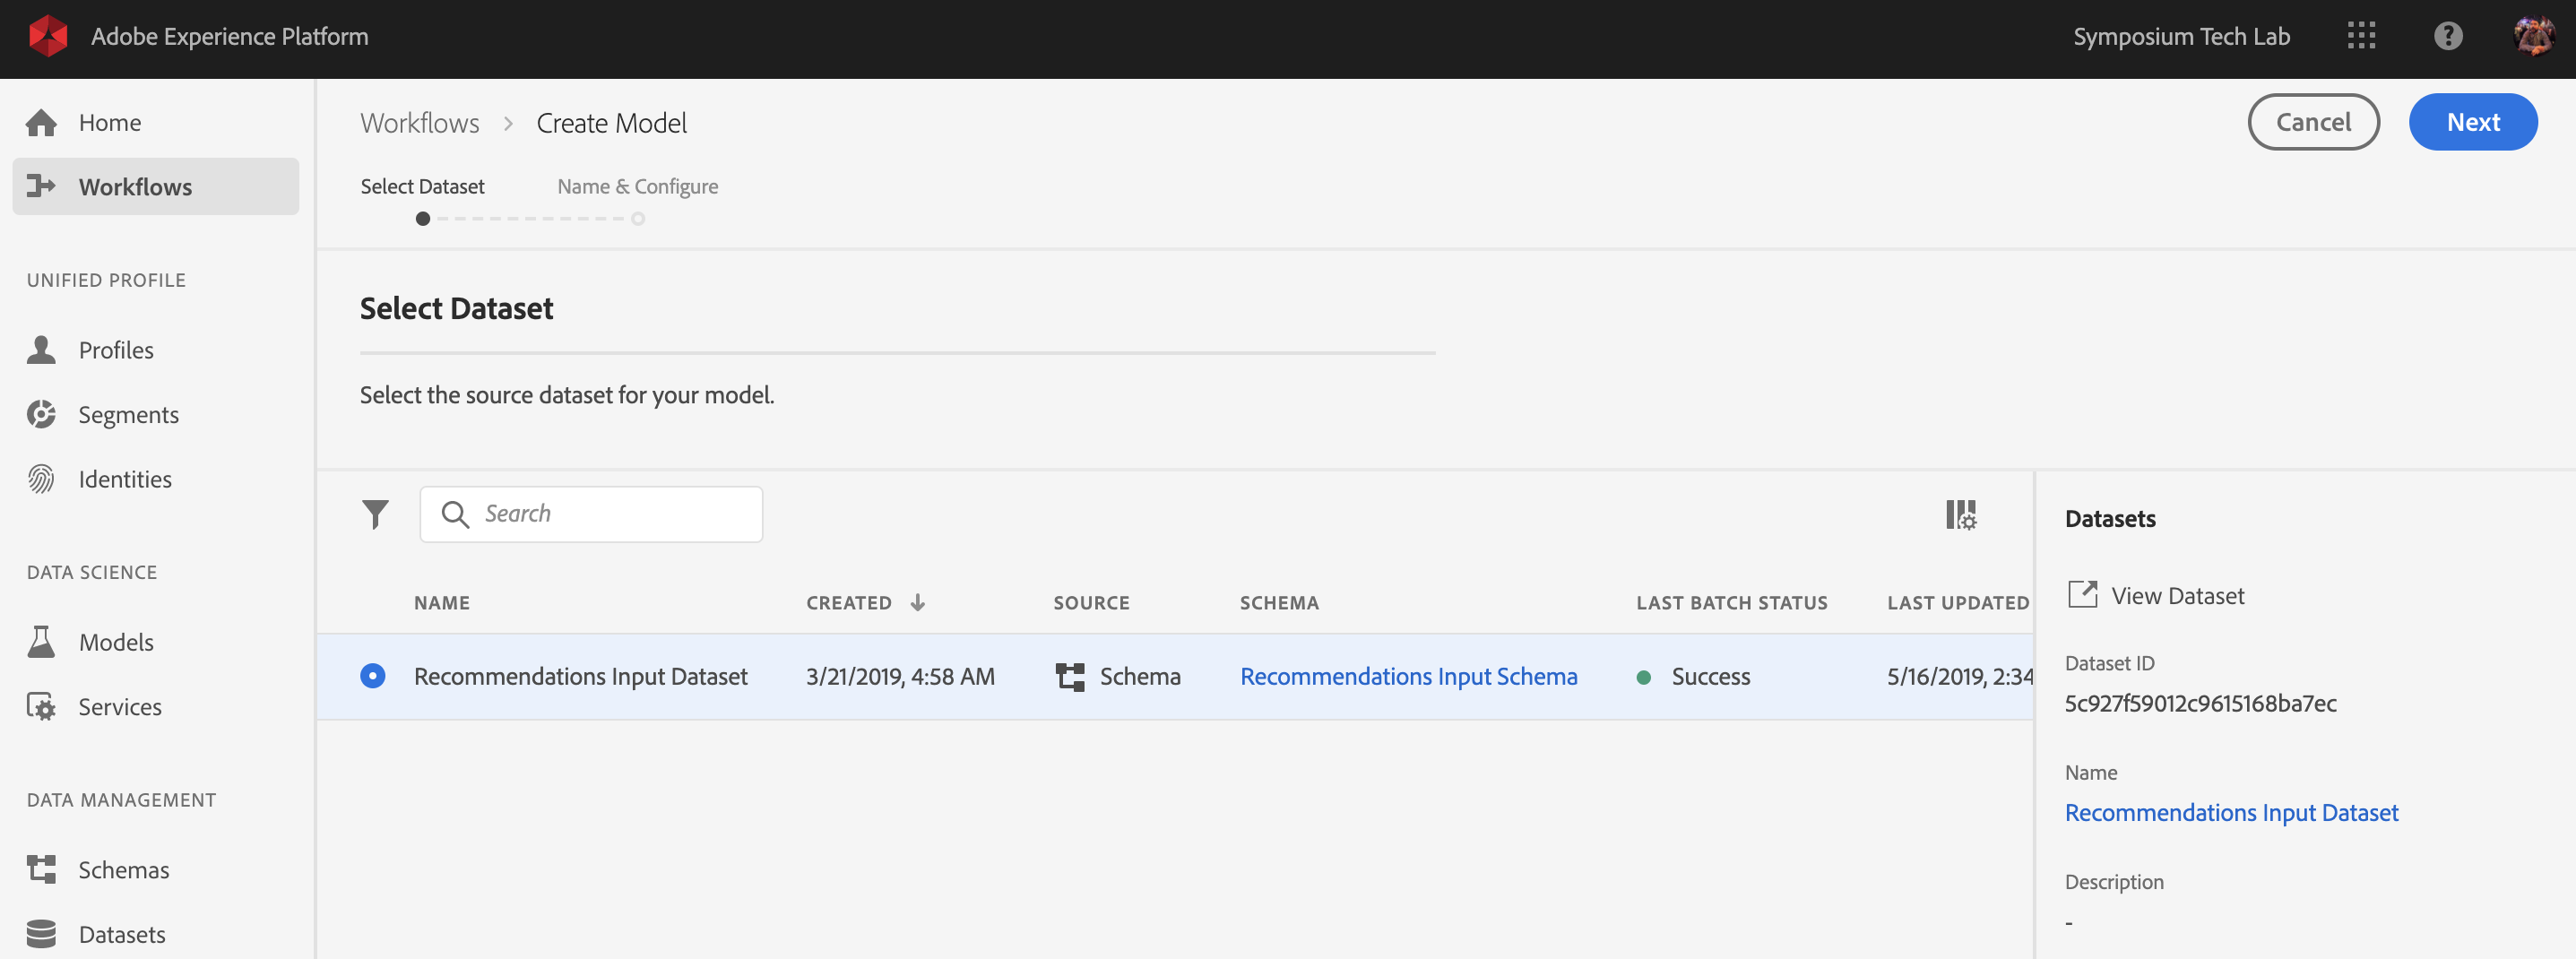 Adobe Experience Platform
Symposium Tech Lab
Home
Workflows
UNIFIED PROFILE
Profiles
Segments
Identities
DATA SCIENCE
Models
Services
DATA MANAGEMENT
Schemas
Datasets
Workflows > Create Model
Cancel
Next
Select Dataset
Name & Configure
Select Dataset
Select the source dataset for your model.
Search
NAME CREATED SOURCE SCHEMA LAST BATCH STATUS LAST UPDATED
Recommendations Input Dataset 3/21/2019, 4:58 AM Schema Recommendations Input Schema Success 5/16/2019, 2:34
Datasets
View Dataset
Dataset ID
5c927f59012c9615168ba7ec
Name
Recommendations Input Dataset
Description
-